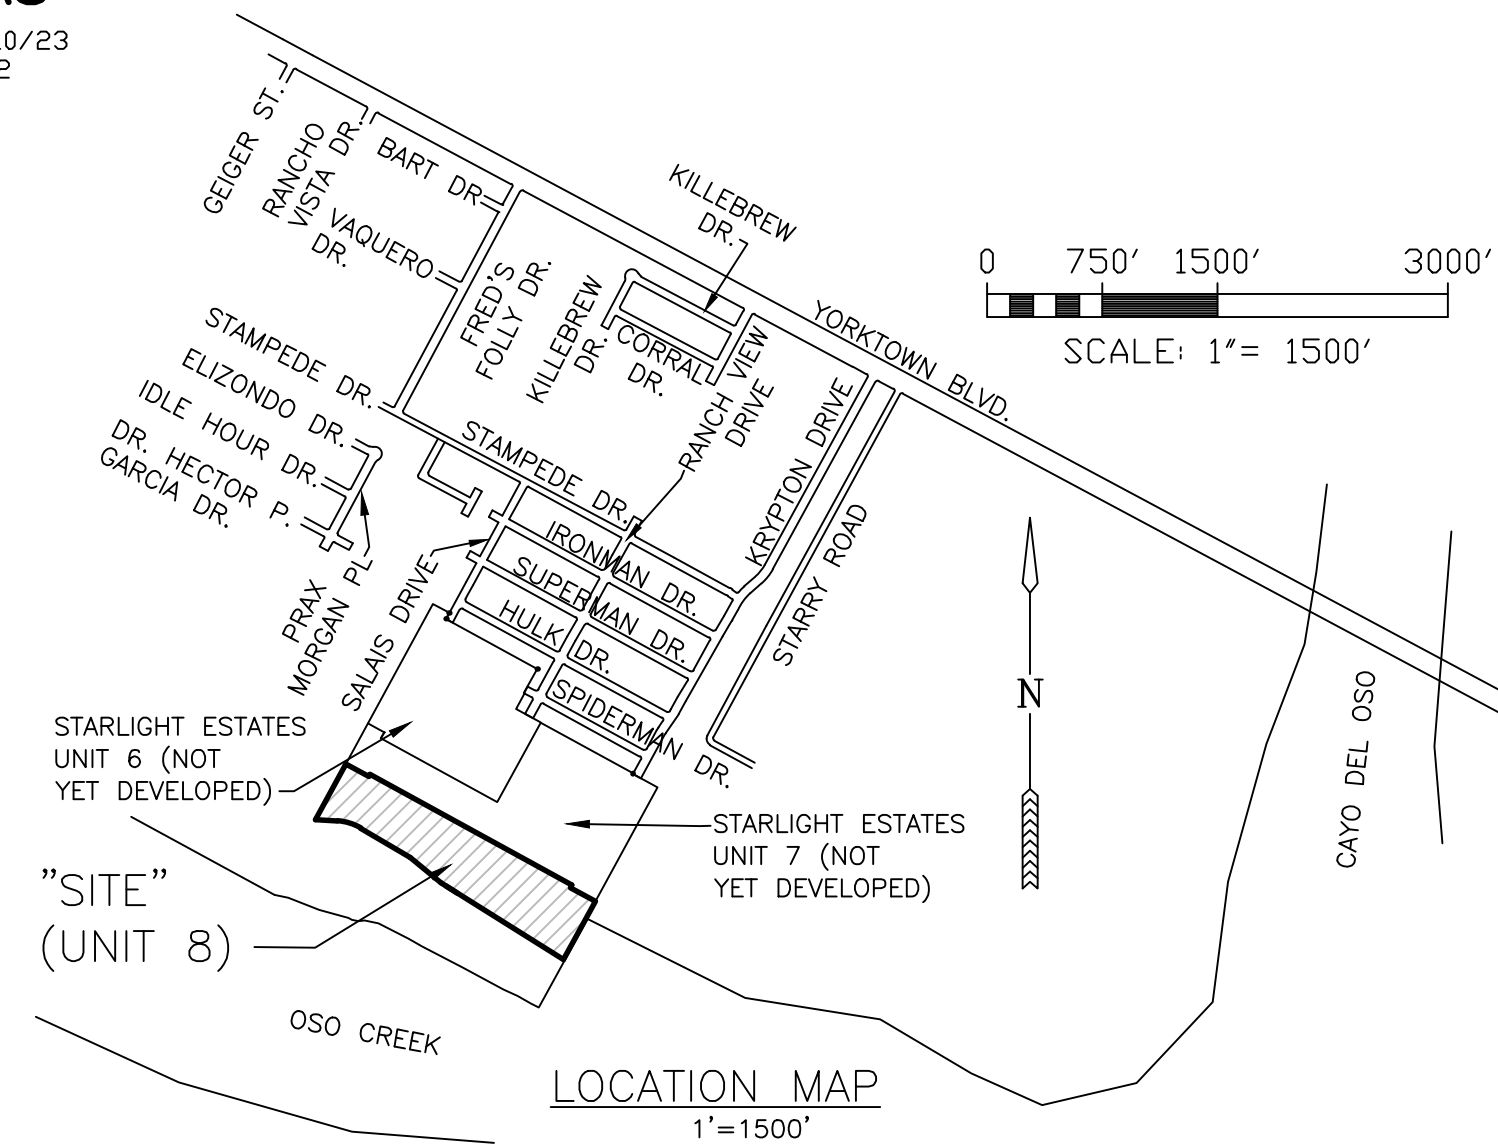 0/23
2
GEIGER ST.
RANCHO
VISTA DR.
BART DR.
VAQUERO
DR.
KILLEBREW
DR.
FRED'S
FOLLY DR.
KILLEBREW
DR.
CORRAL
DR.
RANCH VIEW
DRIVE
YORKTOWN BLVD.
0 750' 1500' 3000'
SCALE: 1"= 1500'
STAMPEDE DR.
ELIZONDO DR.
IDLE HOUR DR.
DR. HECTOR P.
GARCIA DR.
STAMPEDE DR.
KRYPTON DRIVE
STARRY ROAD
PRAX
MORGAN PL
SALAIS DRIVE
IRONMAN DR.
SUPERMAN DR.
HULK DR.
SPIDERMAN DR.
N
CAYO DEL OSO
STARLIGHT ESTATES
UNIT 6 (NOT
YET DEVELOPED)
STARLIGHT ESTATES
UNIT 7 (NOT
YET DEVELOPED)
"SITE"
(UNIT 8)
OSO CREEK
LOCATION MAP
1'=1500'